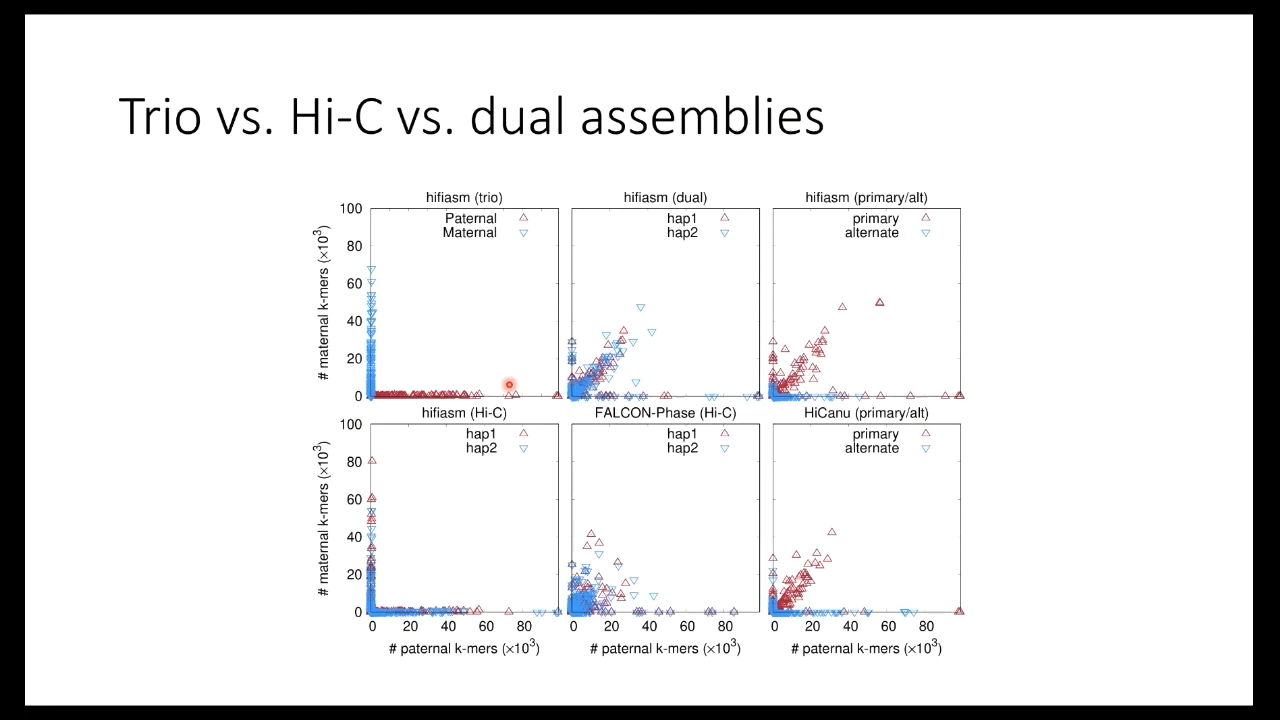 Trio vs. Hi-C vs. dual assemblies
hifiasm (trio)
100
80
60
40
20
0
# maternal k-mers (×10³)
Paternal
Maternal
hifiasm (dual)
hap1
hap2
hifiasm (primary/alt)
primary
alternate
hifiasm (Hi-C)
100
80
60
40
20
0
# maternal k-mers (×10³)
hap1
hap2
0 20 40 60 80
# paternal k-mers (×10³)
FALCON-Phase (Hi-C)
hap1
hap2
0 20 40 60 80
# paternal k-mers (×10³)
HiCanu (primary/alt)
primary
alternate
0 20 40 60 80
# paternal k-mers (×10³)